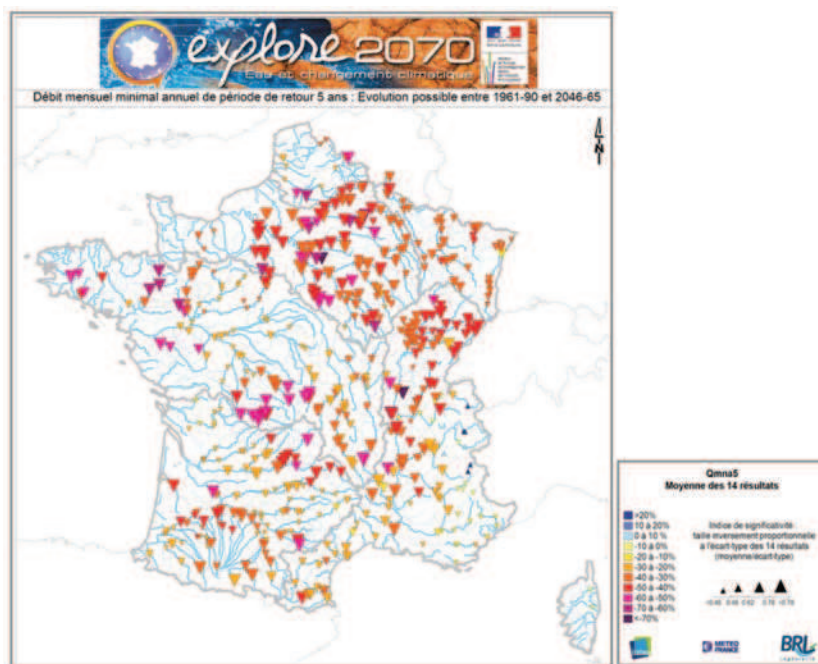 explore 2070
Eau et changement climatique
Débit mensuel minimal annuel de période de retour 5 ans : Evolution possible entre 1961-90 et 2046-65
N
Qmna5
Moyenne des 14 résultats
>20%
10 à 20%
0 à 10 %
-10 à 0%
-20 à -10%
-30 à -20%
-40 à -30%
-50 à -40%
-60 à -50%
-70 à -60%
<-70%
Indice de significativité
taille inversement proportionnelle
à l'écart-type des 14 résultats
(moyenne/écart-type)
METEO
FRANCE
BRL